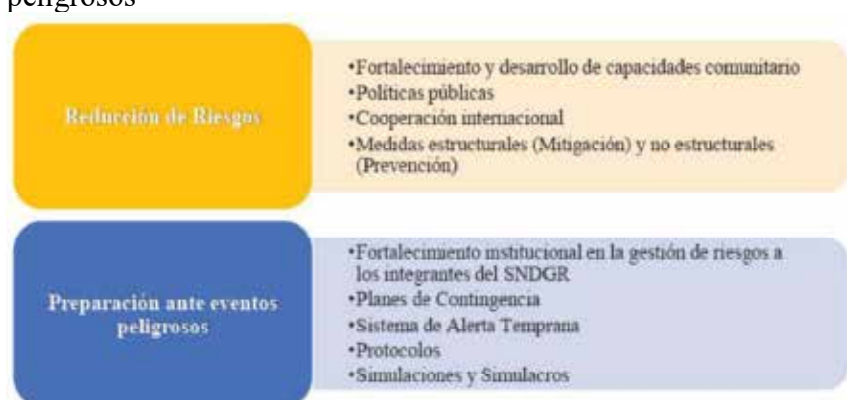 peligrosos
Reducción de Riesgos
•Fortalecimiento y desarrollo de capacidades comunitario
•Políticas públicas
•Cooperación internacional
•Medidas estructurales (Mitigación) y no estructurales
(Prevención)
Preparación ante eventos
peligrosos
•Fortalecimiento institucional en la gestión de riesgos a
los integrantes del SNDGR
•Planes de Contingencia
•Sistema de Alerta Temprana
•Protocolos
•Simulaciones y Simulacros